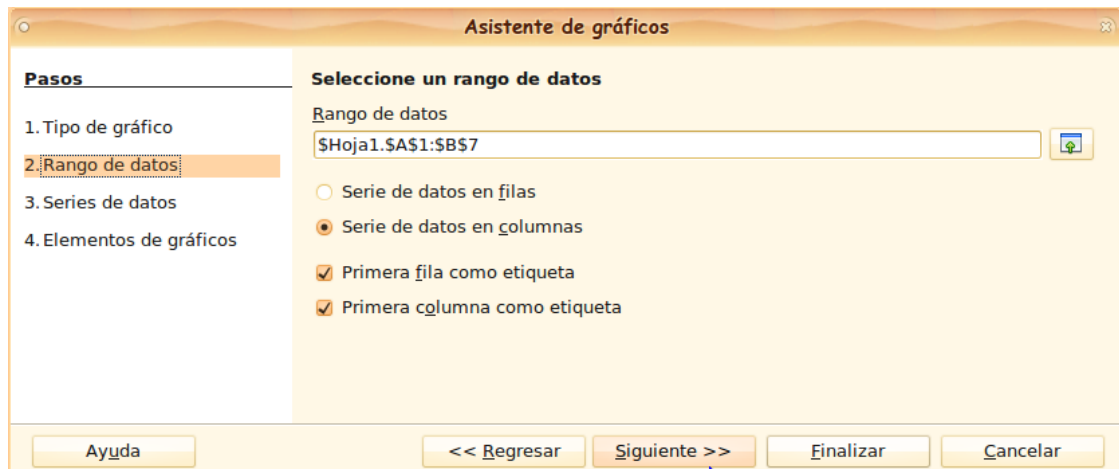 Asistente de gráficos
Pasos
1. Tipo de gráfico
2. Rango de datos
3. Series de datos
4. Elementos de gráficos
Seleccione un rango de datos
Rango de datos
$Hoja1.$A$1:$B$7
Serie de datos en filas
Serie de datos en columnas
Primera fila como etiqueta
Primera columna como etiqueta
Ayuda
<< Regresar
Siguiente >>
Finalizar
Cancelar